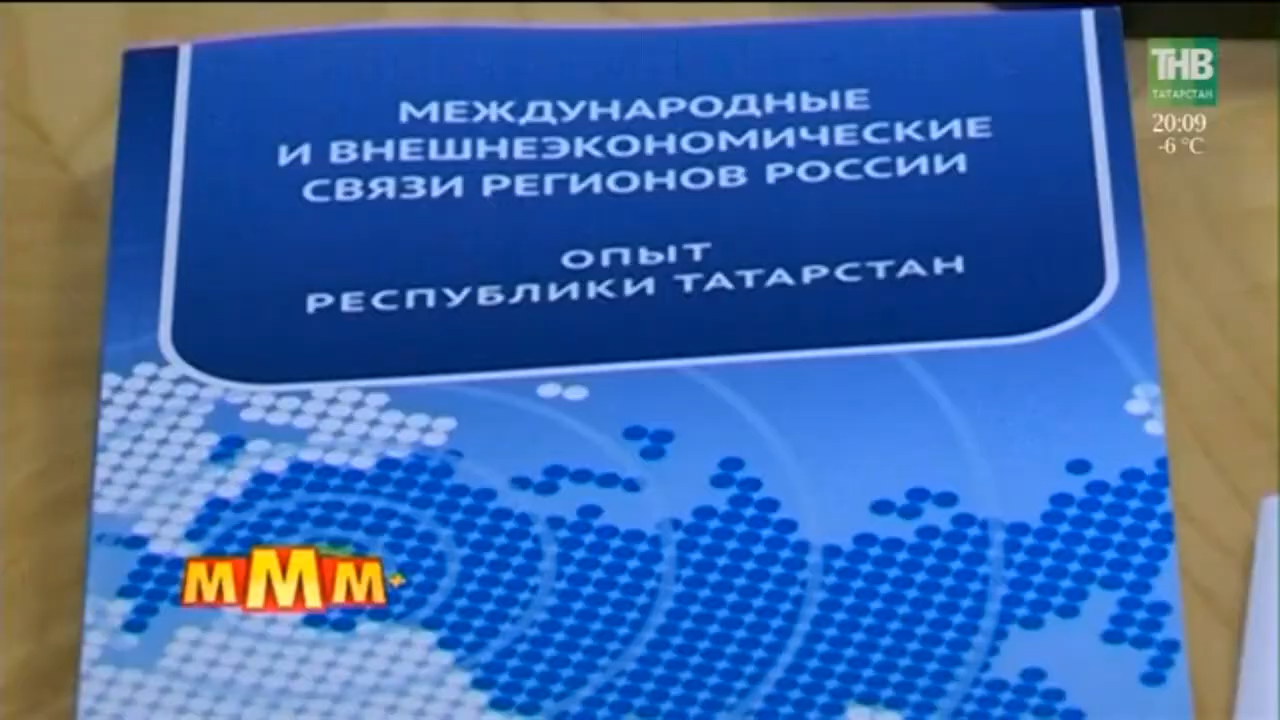 МЕЖДУНАРОДНЫЕ
И ВНЕШНЕЭКОНОМИЧЕСКИЕ
СВЯЗИ РЕГИОНОВ РОССИИ
ОПЫТ
РЕСПУБЛИКИ ТАТАРСТАН
ТНВ
ТАТАРСТАН
20:09
-6 °C
МММ+